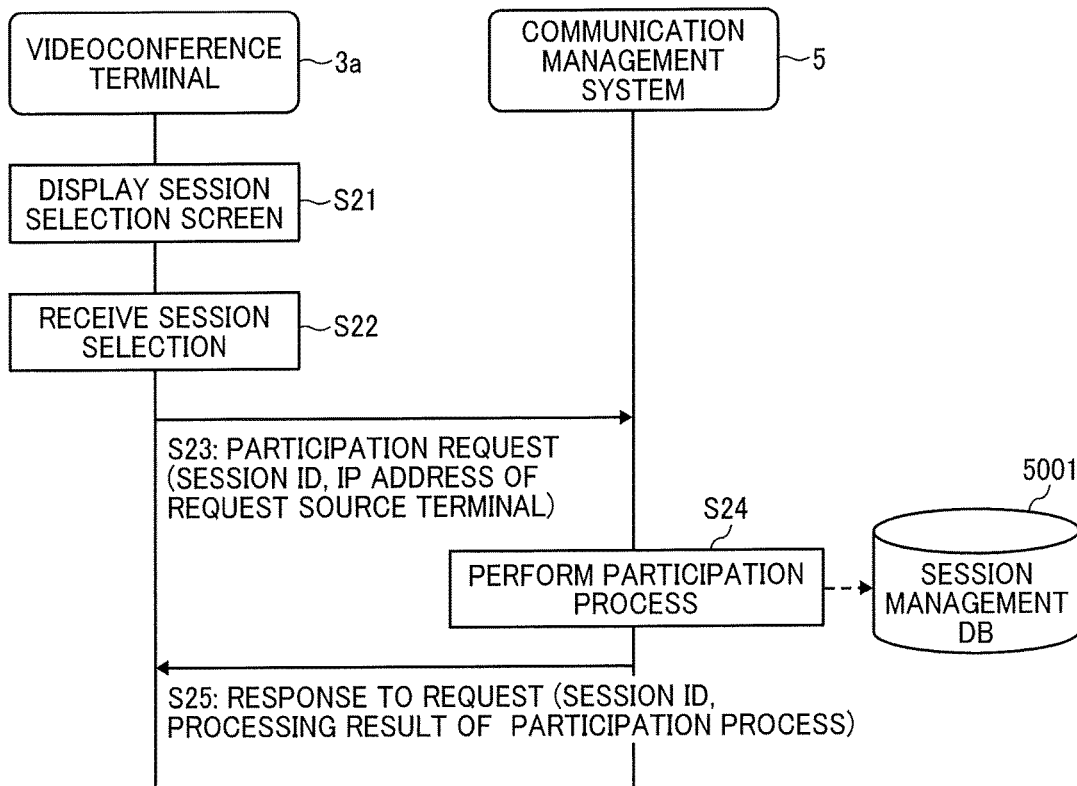 VIDEOCONFERENCE
TERMINAL
3a
COMMUNICATION
MANAGEMENT
SYSTEM
5
DISPLAY SESSION
SELECTION SCREEN
S21
RECEIVE SESSION
SELECTION
S22
S23: PARTICIPATION REQUEST
(SESSION ID, IP ADDRESS OF
REQUEST SOURCE TERMINAL)
S24
5001
PERFORM PARTICIPATION
PROCESS
SESSION
MANAGEMENT
DB
S25: RESPONSE TO REQUEST (SESSION ID,
PROCESSING RESULT OF PARTICIPATION PROCESS)